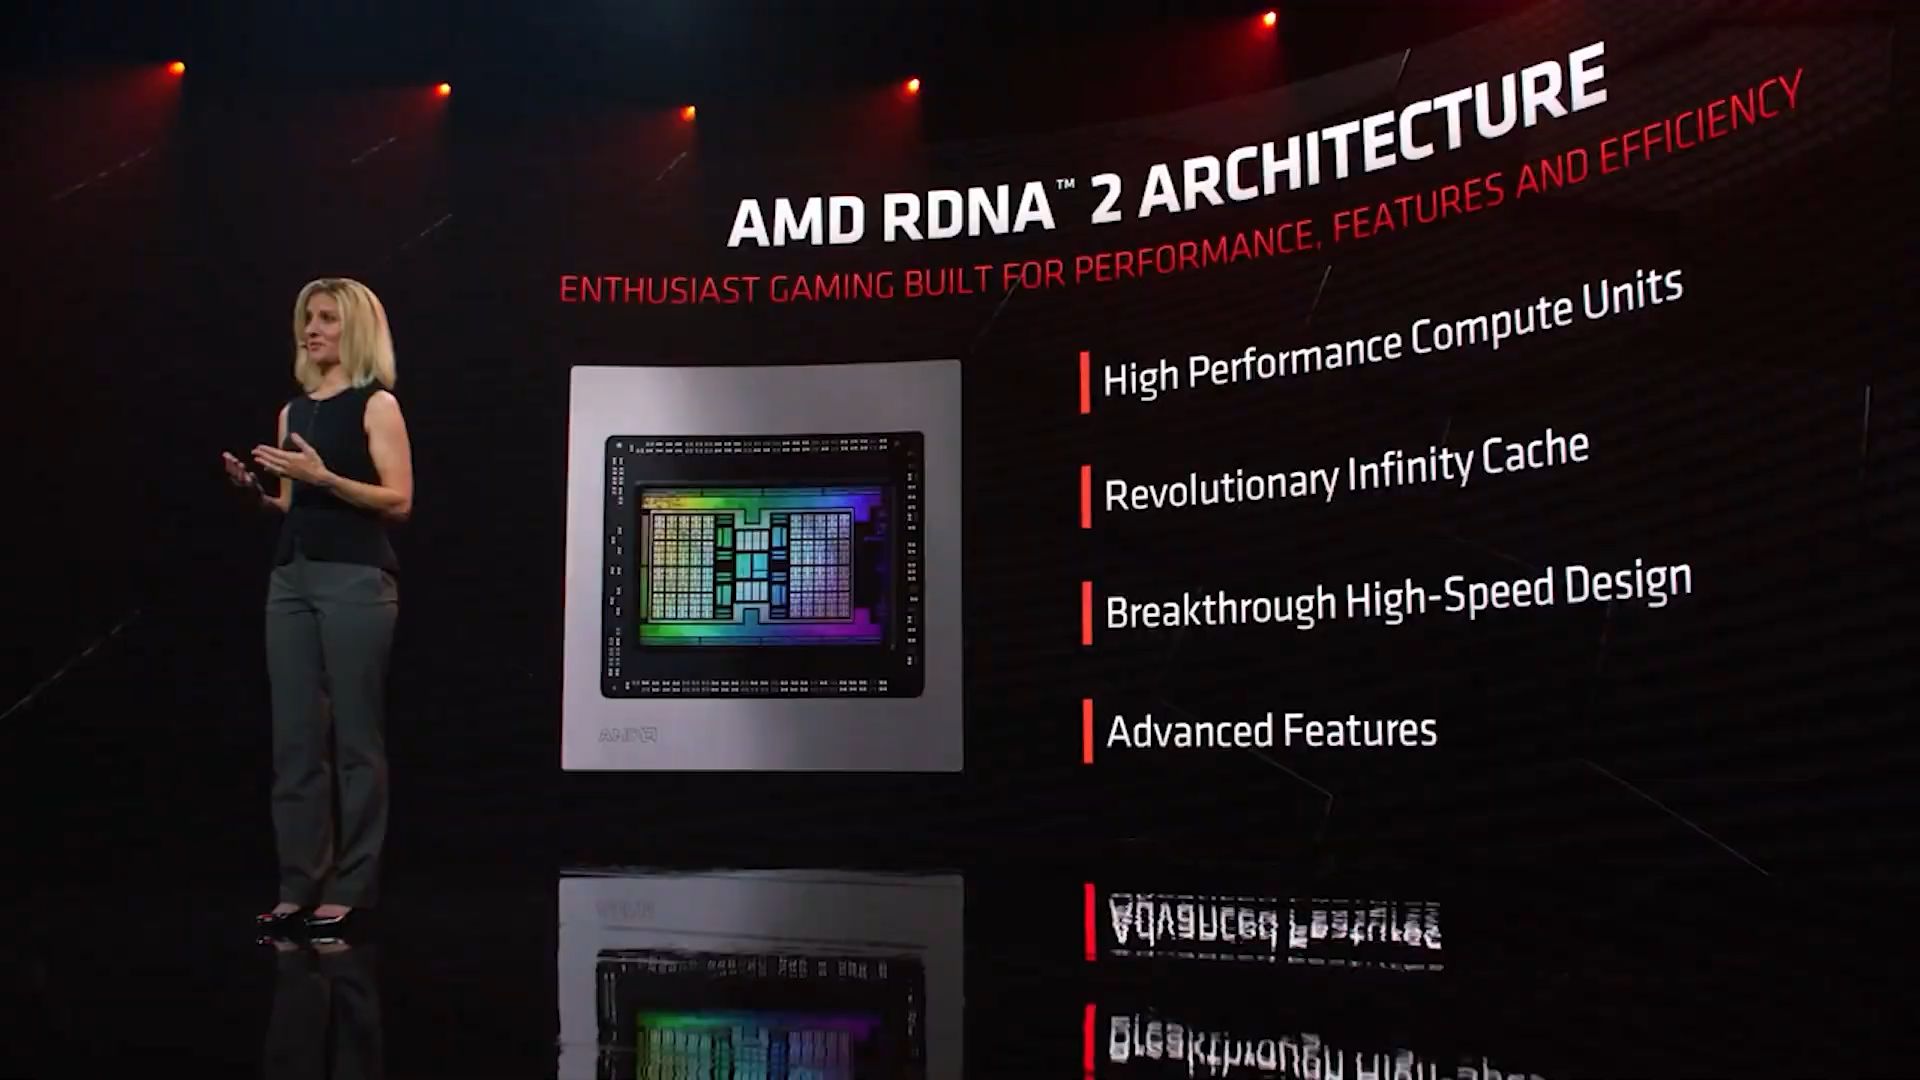 AMD RDNA™ 2 ARCHITECTURE
ENTHUSIAST GAMING BUILT FOR PERFORMANCE, FEATURES AND EFFICIENCY
High Performance Compute Units
Revolutionary Infinity Cache
Breakthrough High-Speed Design
Advanced Features
AMD